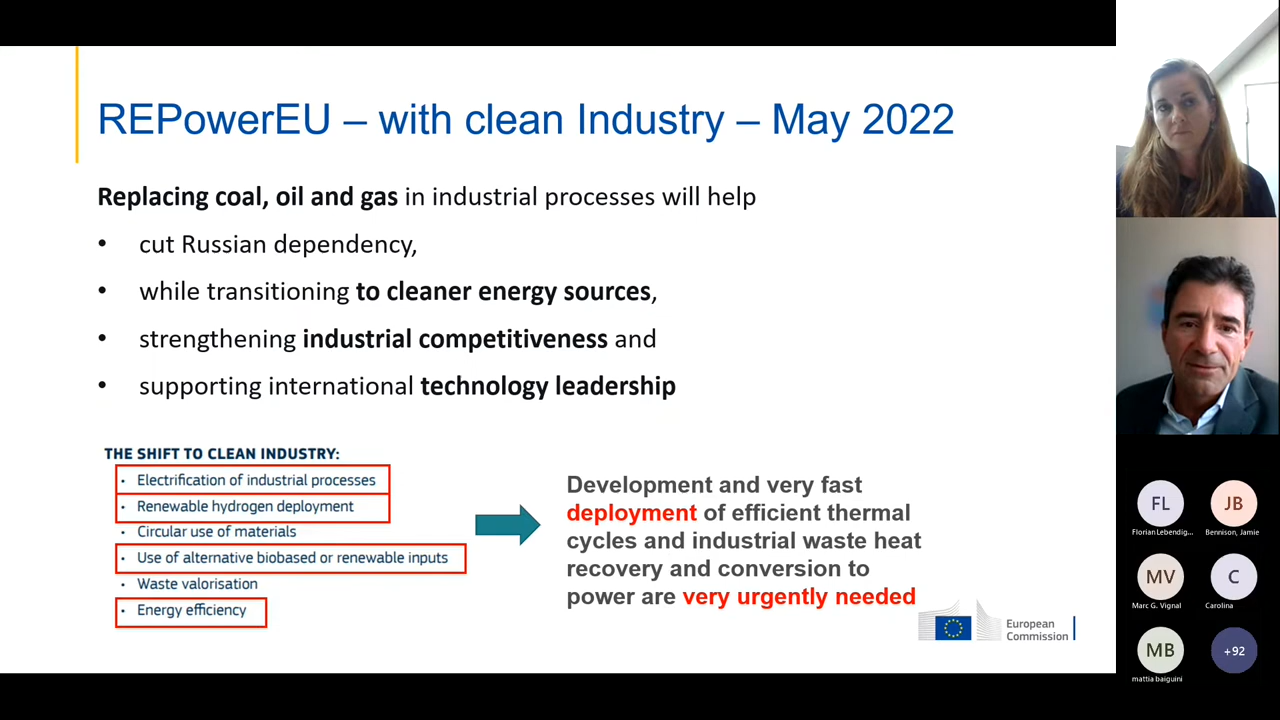 REPowerEU – with clean Industry – May 2022
Replacing coal, oil and gas in industrial processes will help
• cut Russian dependency,
• while transitioning to cleaner energy sources,
• strengthening industrial competitiveness and
• supporting international technology leadership
THE SHIFT TO CLEAN INDUSTRY:
• Electrification of industrial processes
• Renewable hydrogen deployment
• Circular use of materials
• Use of alternative biobased or renewable inputs
• Waste valorisation
• Energy efficiency
Development and very fast
deployment of efficient thermal
cycles and industrial waste heat
recovery and conversion to
power are very urgently needed
European
Commission
FL
Florian Lebendig...
JB
Bennison, Jamie
MV
Marc G. Vignal
C
Carolina
MB
mattia baiguini
+92